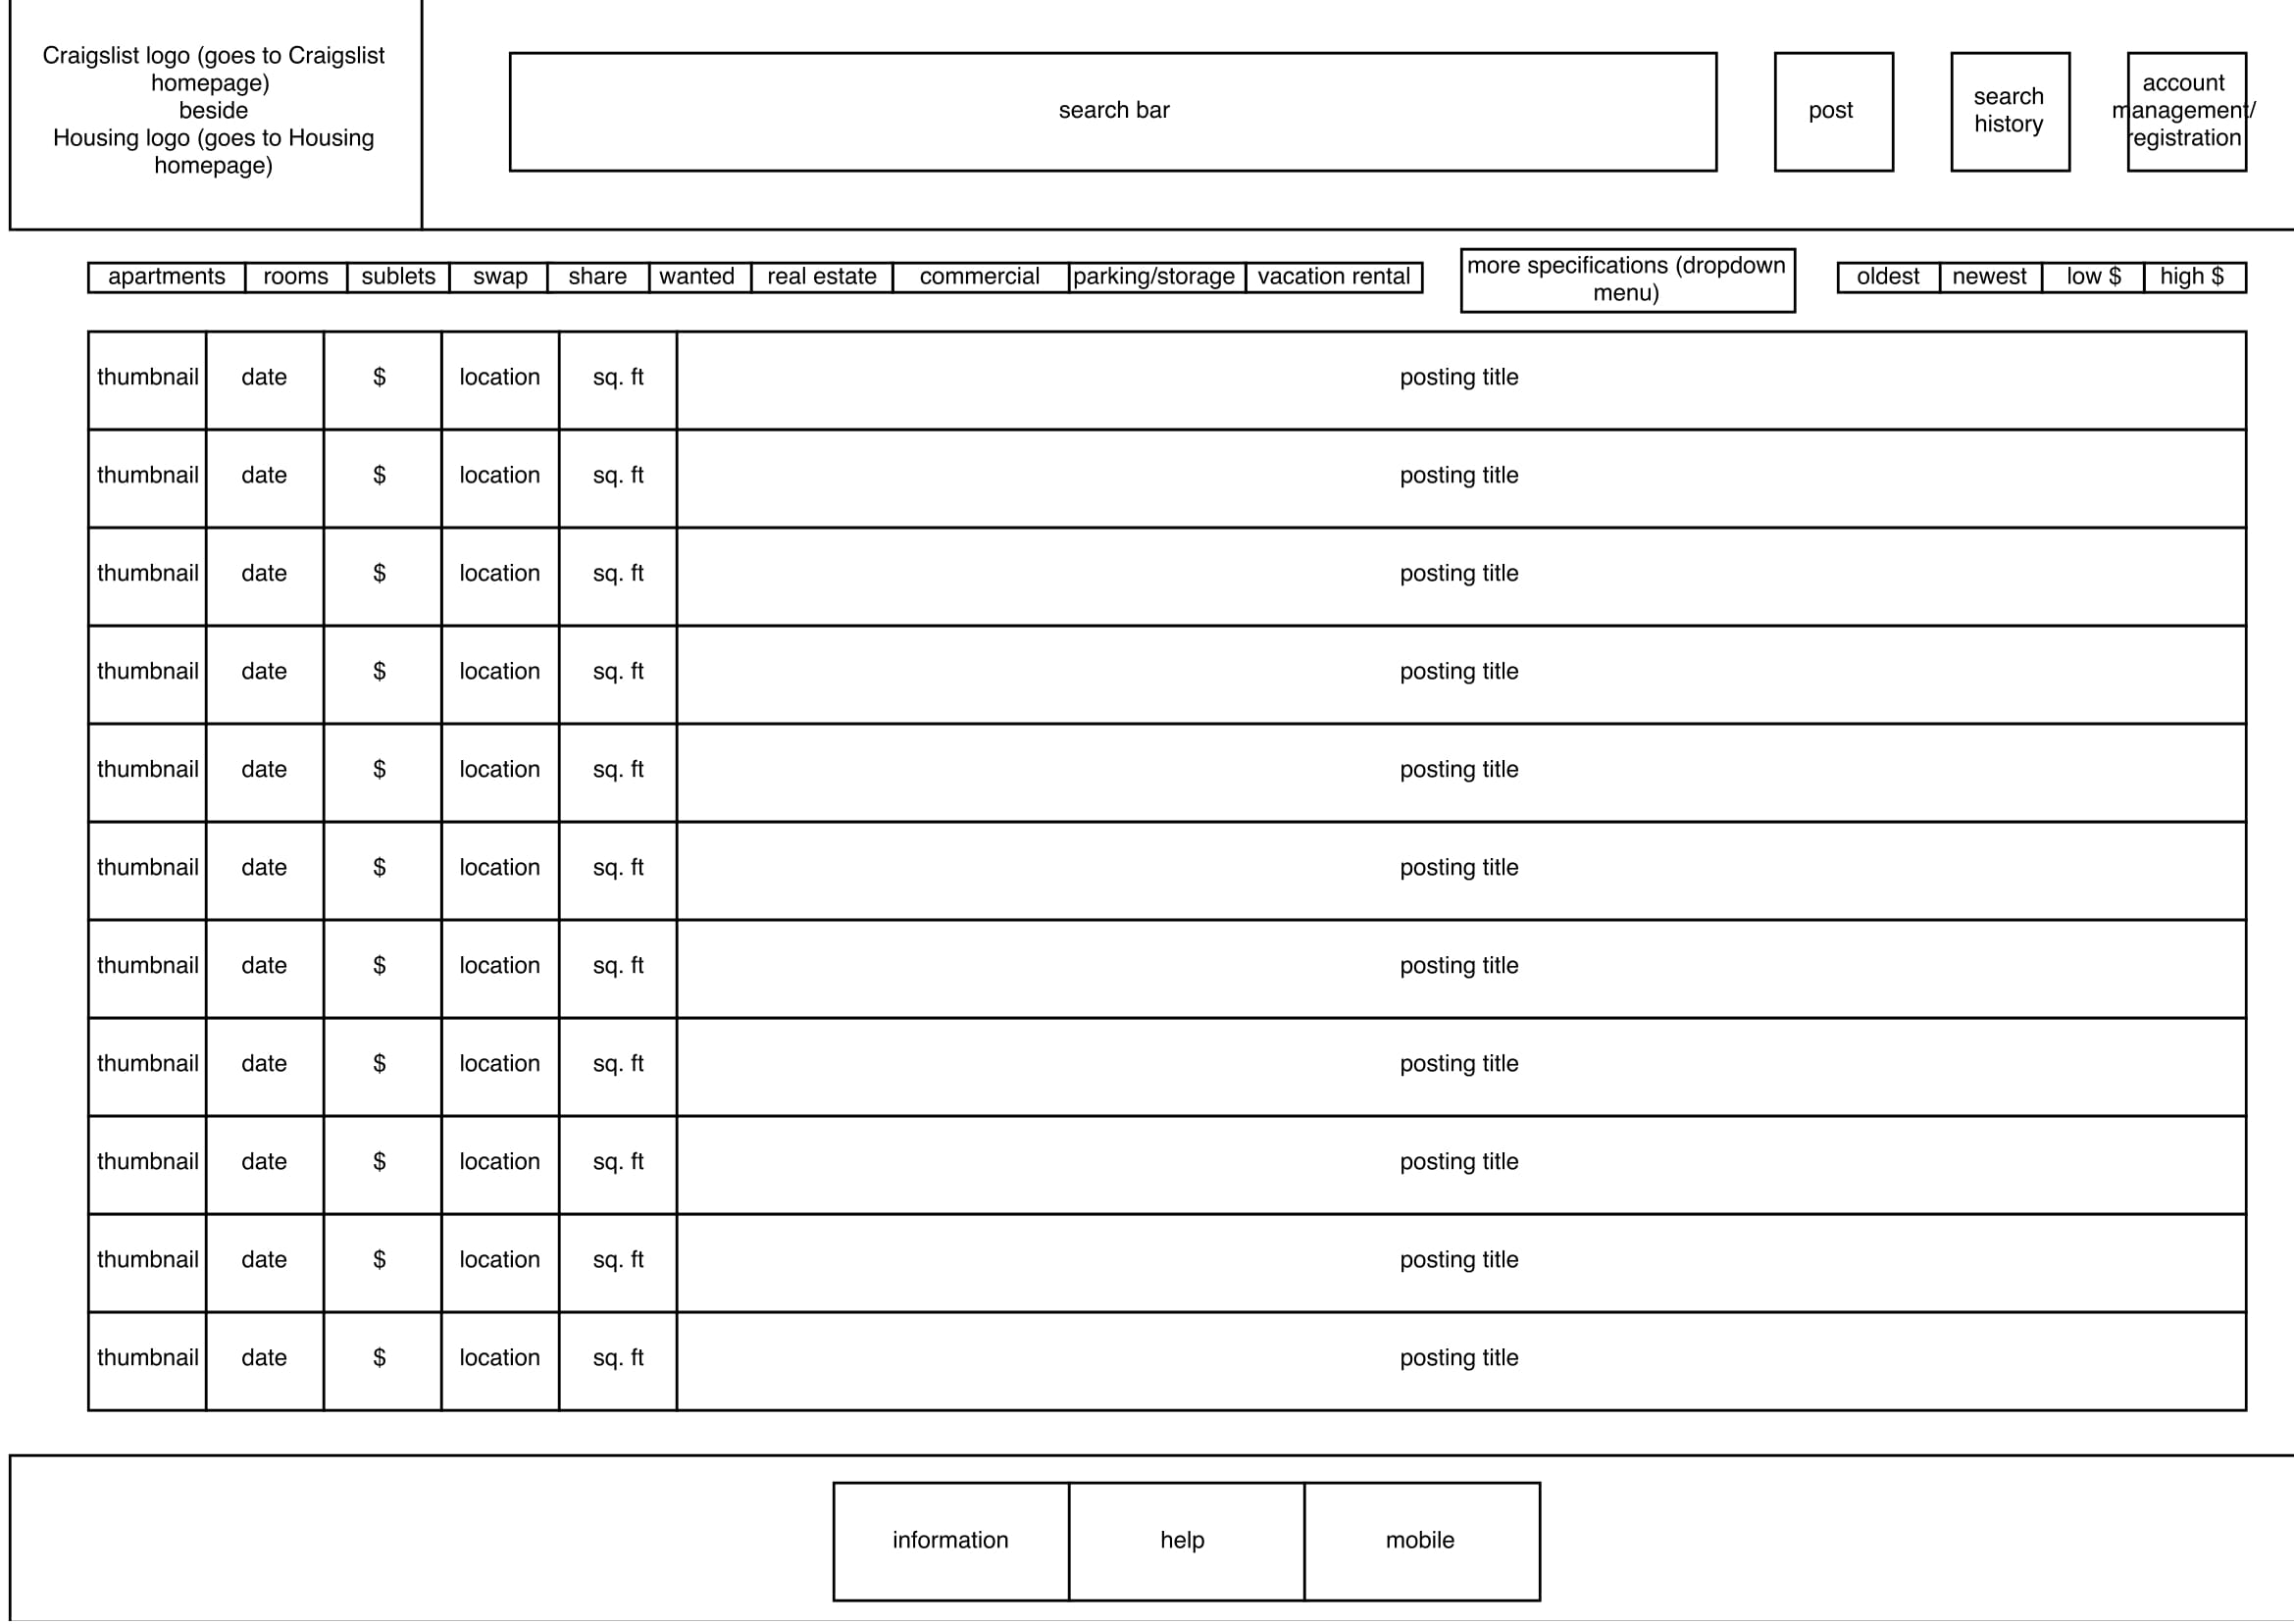 Craigslist logo (goes to Craigslist
homepage)
beside
Housing logo (goes to Housing
homepage)
search bar
post
search
history
account
management/
registration
apartments rooms sublets swap share wanted real estate commercial parking/storage vacation rental
more specifications (dropdown
menu)
oldest newest low $ high $
thumbnail date $ location sq. ft posting title
thumbnail date $ location sq. ft posting title
thumbnail date $ location sq. ft posting title
thumbnail date $ location sq. ft posting title
thumbnail date $ location sq. ft posting title
thumbnail date $ location sq. ft posting title
thumbnail date $ location sq. ft posting title
thumbnail date $ location sq. ft posting title
thumbnail date $ location sq. ft posting title
thumbnail date $ location sq. ft posting title
thumbnail date $ location sq. ft posting title
information help mobile